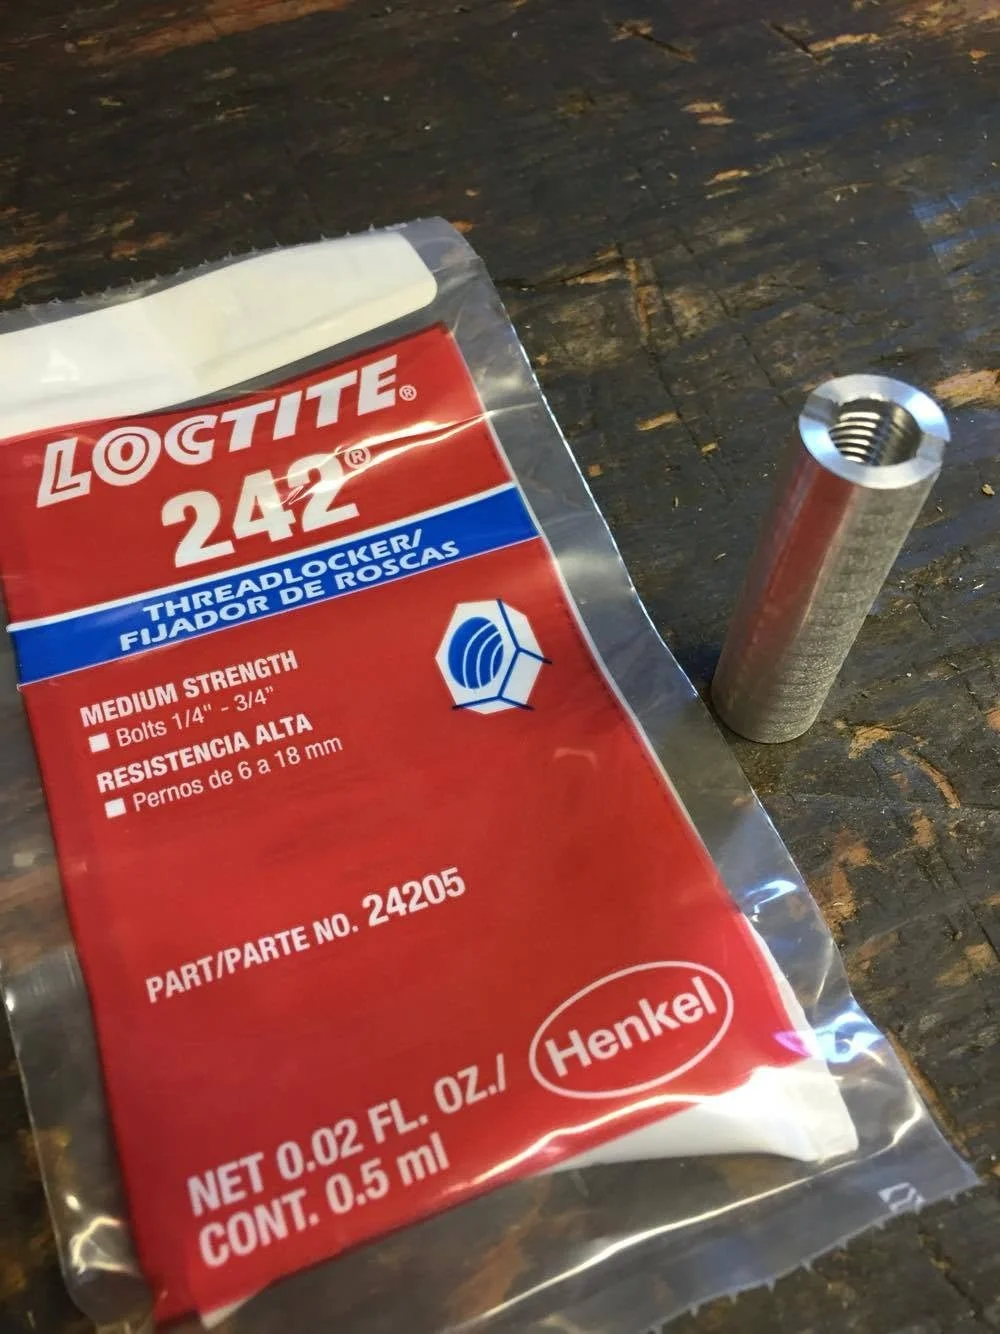 LOCTITE®
242®
THREADLOCKER/
FIJADOR DE ROSCAS
MEDIUM STRENGTH
Bolts 1/4" - 3/4"
RESISTENCIA ALTA
Pernos de 6 a 18 mm
PART/PARTE NO. 24205
Henkel
NET 0.02 FL. OZ./
CONT. 0.5 ml